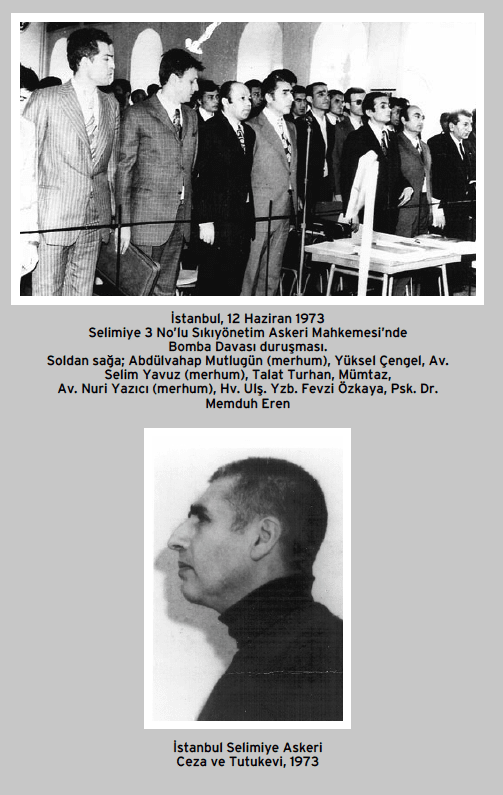 İstanbul, 12 Haziran 1973
Selimiye 3 No'lu Sıkıyönetim Askeri Mahkemesi'nde
Bomba Davası duruşması.
Soldan sağa; Abdülvahap Mutlugün (merhum), Yüksel Çengel, Av.
Selim Yavuz (merhum), Talat Turhan, Mümtaz,
Av. Nuri Yazıcı (merhum), Hv. Ulş. Yzb. Fevzi Özkaya, Psk. Dr.
Memduh Eren
İstanbul Selimiye Askeri
Ceza ve Tutukevi, 1973